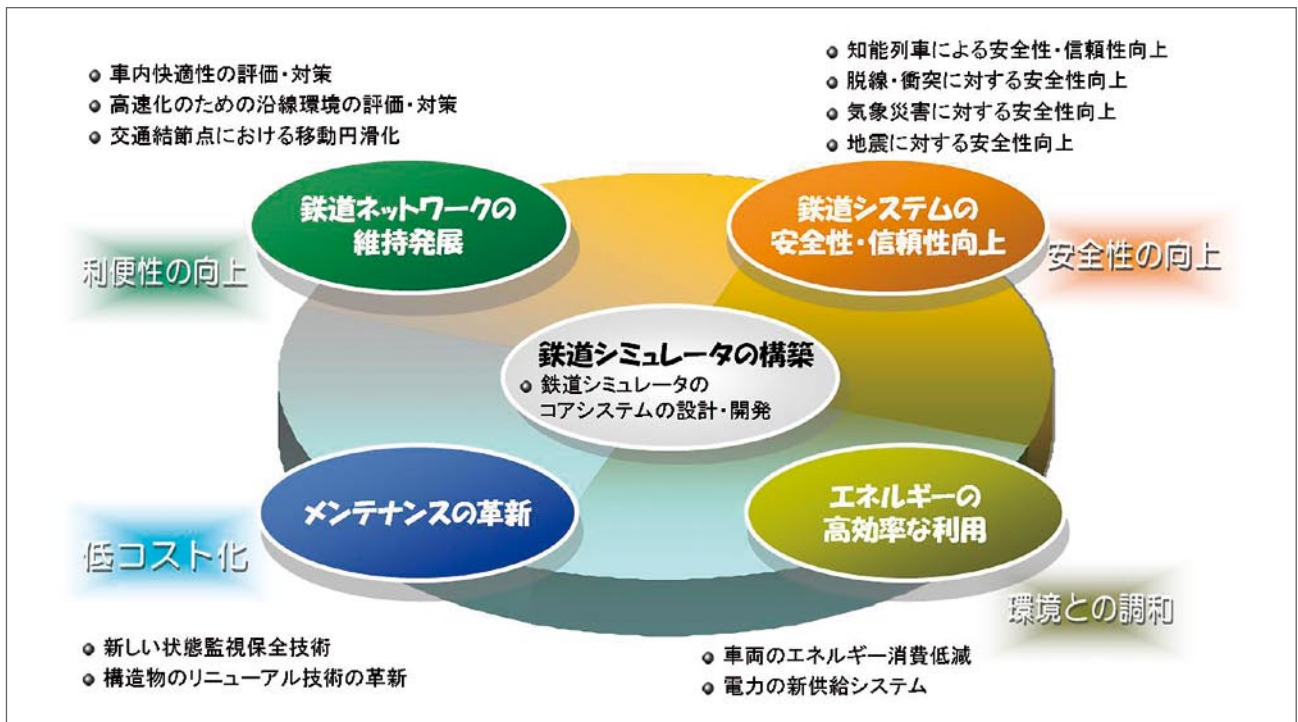 ● 車内快適性の評価・対策
● 高速化のための沿線環境の評価・対策
● 交通結節点における移動円滑化
● 知能列車による安全性・信頼性向上
● 脱線・衝突に対する安全性向上
● 気象災害に対する安全性向上
● 地震に対する安全性向上
鉄道ネットワークの
維持発展
利便性の向上
鉄道システムの
安全性・信頼性向上
安全性の向上
鉄道シミュレータの構築
● 鉄道シミュレータの
コアシステムの設計・開発
メンテナンスの革新
低コスト化
エネルギーの
高効率な利用
環境との調和
● 新しい状態監視保全技術
● 構造物のリニューアル技術の革新
● 車両のエネルギー消費低減
● 電力の新供給システム